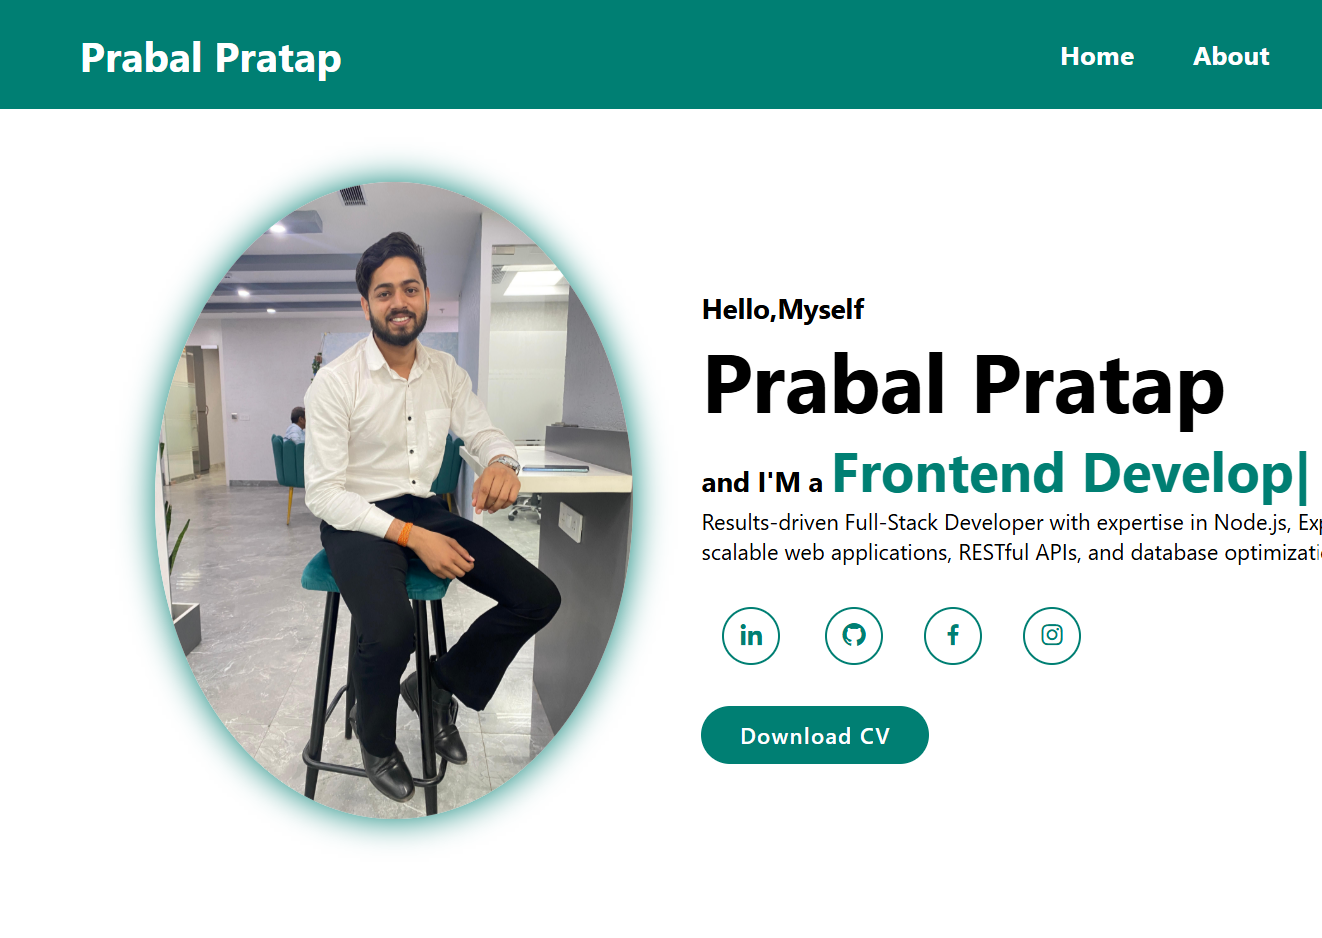 Prabal Pratap
Home About
Hello,Myself
Prabal Pratap
and I'M a Frontend Develop|
Results-driven Full-Stack Developer with expertise in Node.js,
scalable web applications, RESTful APIs, and database
Download CV